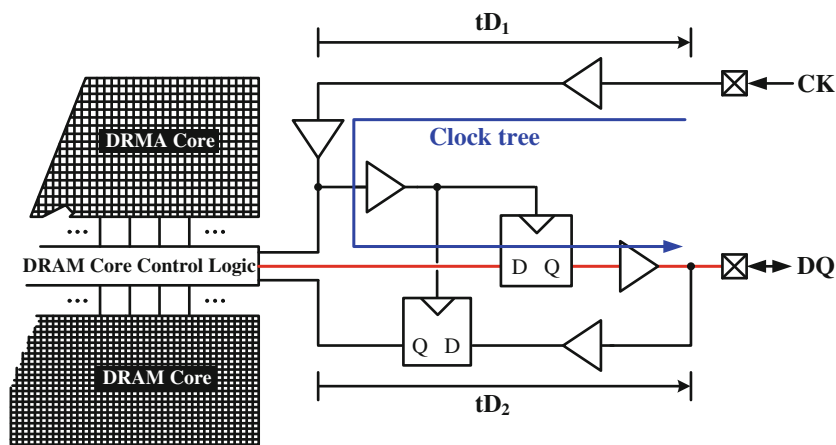 tD₁
CK
DRMA Core
Clock tree
...
...
DRAM Core Control Logic
D Q
DQ
...
...
Q D
DRAM Core
tD₂